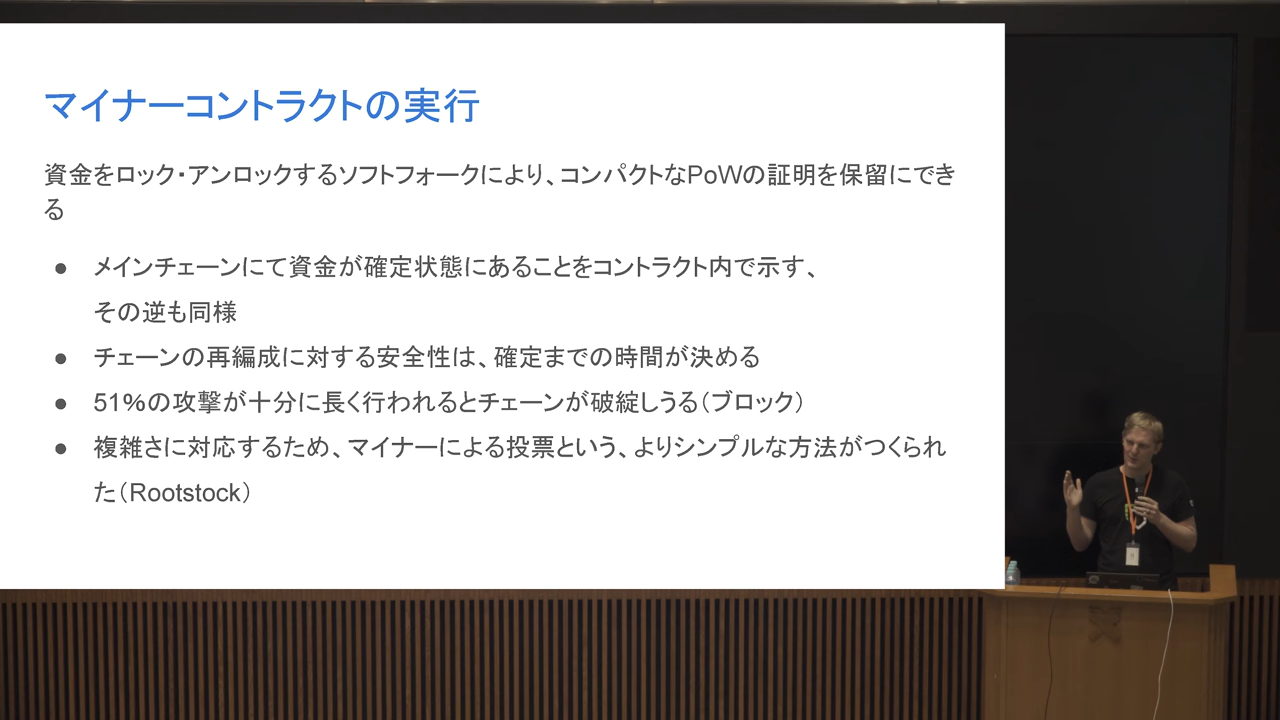 マイナーコントラクトの実行
資金をロック・アンロックするソフトフォークにより、コンパクトなPoWの証明を保留にでき
る
● メインチェーンにて資金が確定状態にあることをコントラクト内で示す、
その逆も同様
● チェーンの再編成に対する安全性は、確定までの時間が決める
● 51%の攻撃が十分に長く行われるとチェーンが破綻しうる(ブロック)
● 複雑さに対応するため、マイナーによる投票という、よりシンプルな方法がつくられ
た(Rootstock)